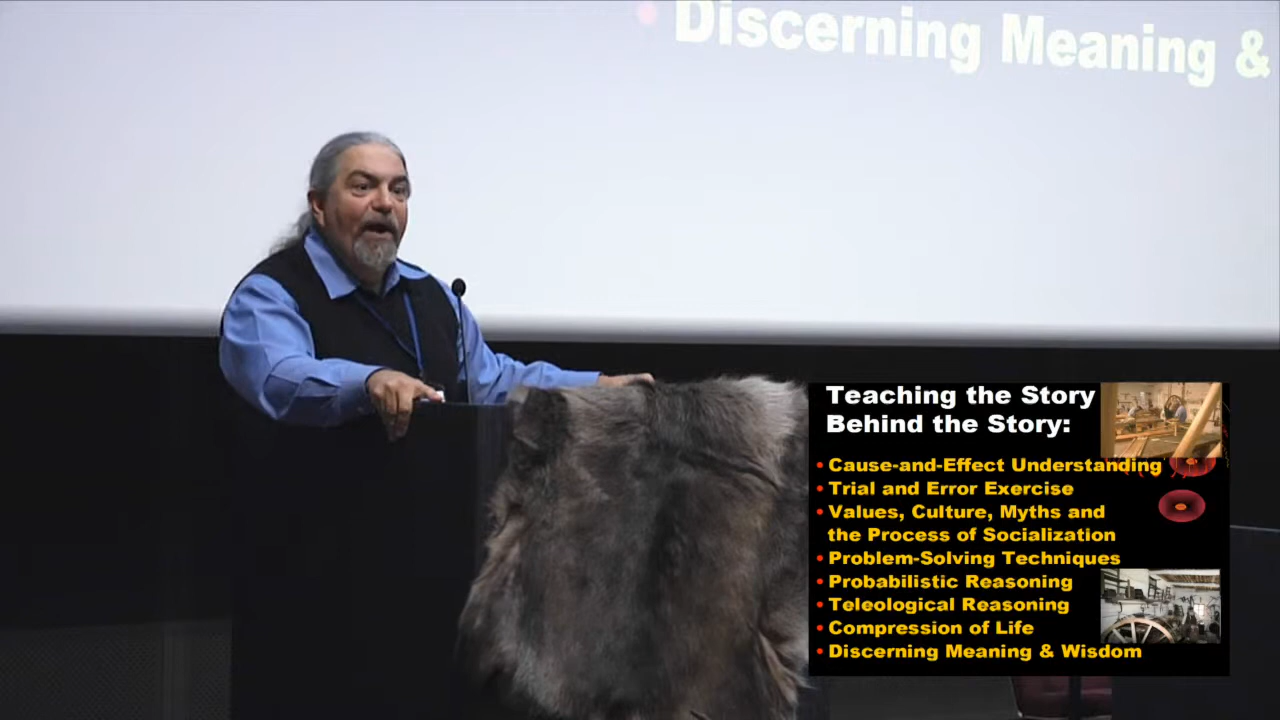 Discerning Meaning &
Teaching the Story
Behind the Story:
• Cause-and-Effect Understanding
• Trial and Error Exercise
• Values, Culture, Myths and
the Process of Socialization
• Problem-Solving Techniques
• Probabilistic Reasoning
• Teleological Reasoning
• Compression of Life
• Discerning Meaning & Wisdom